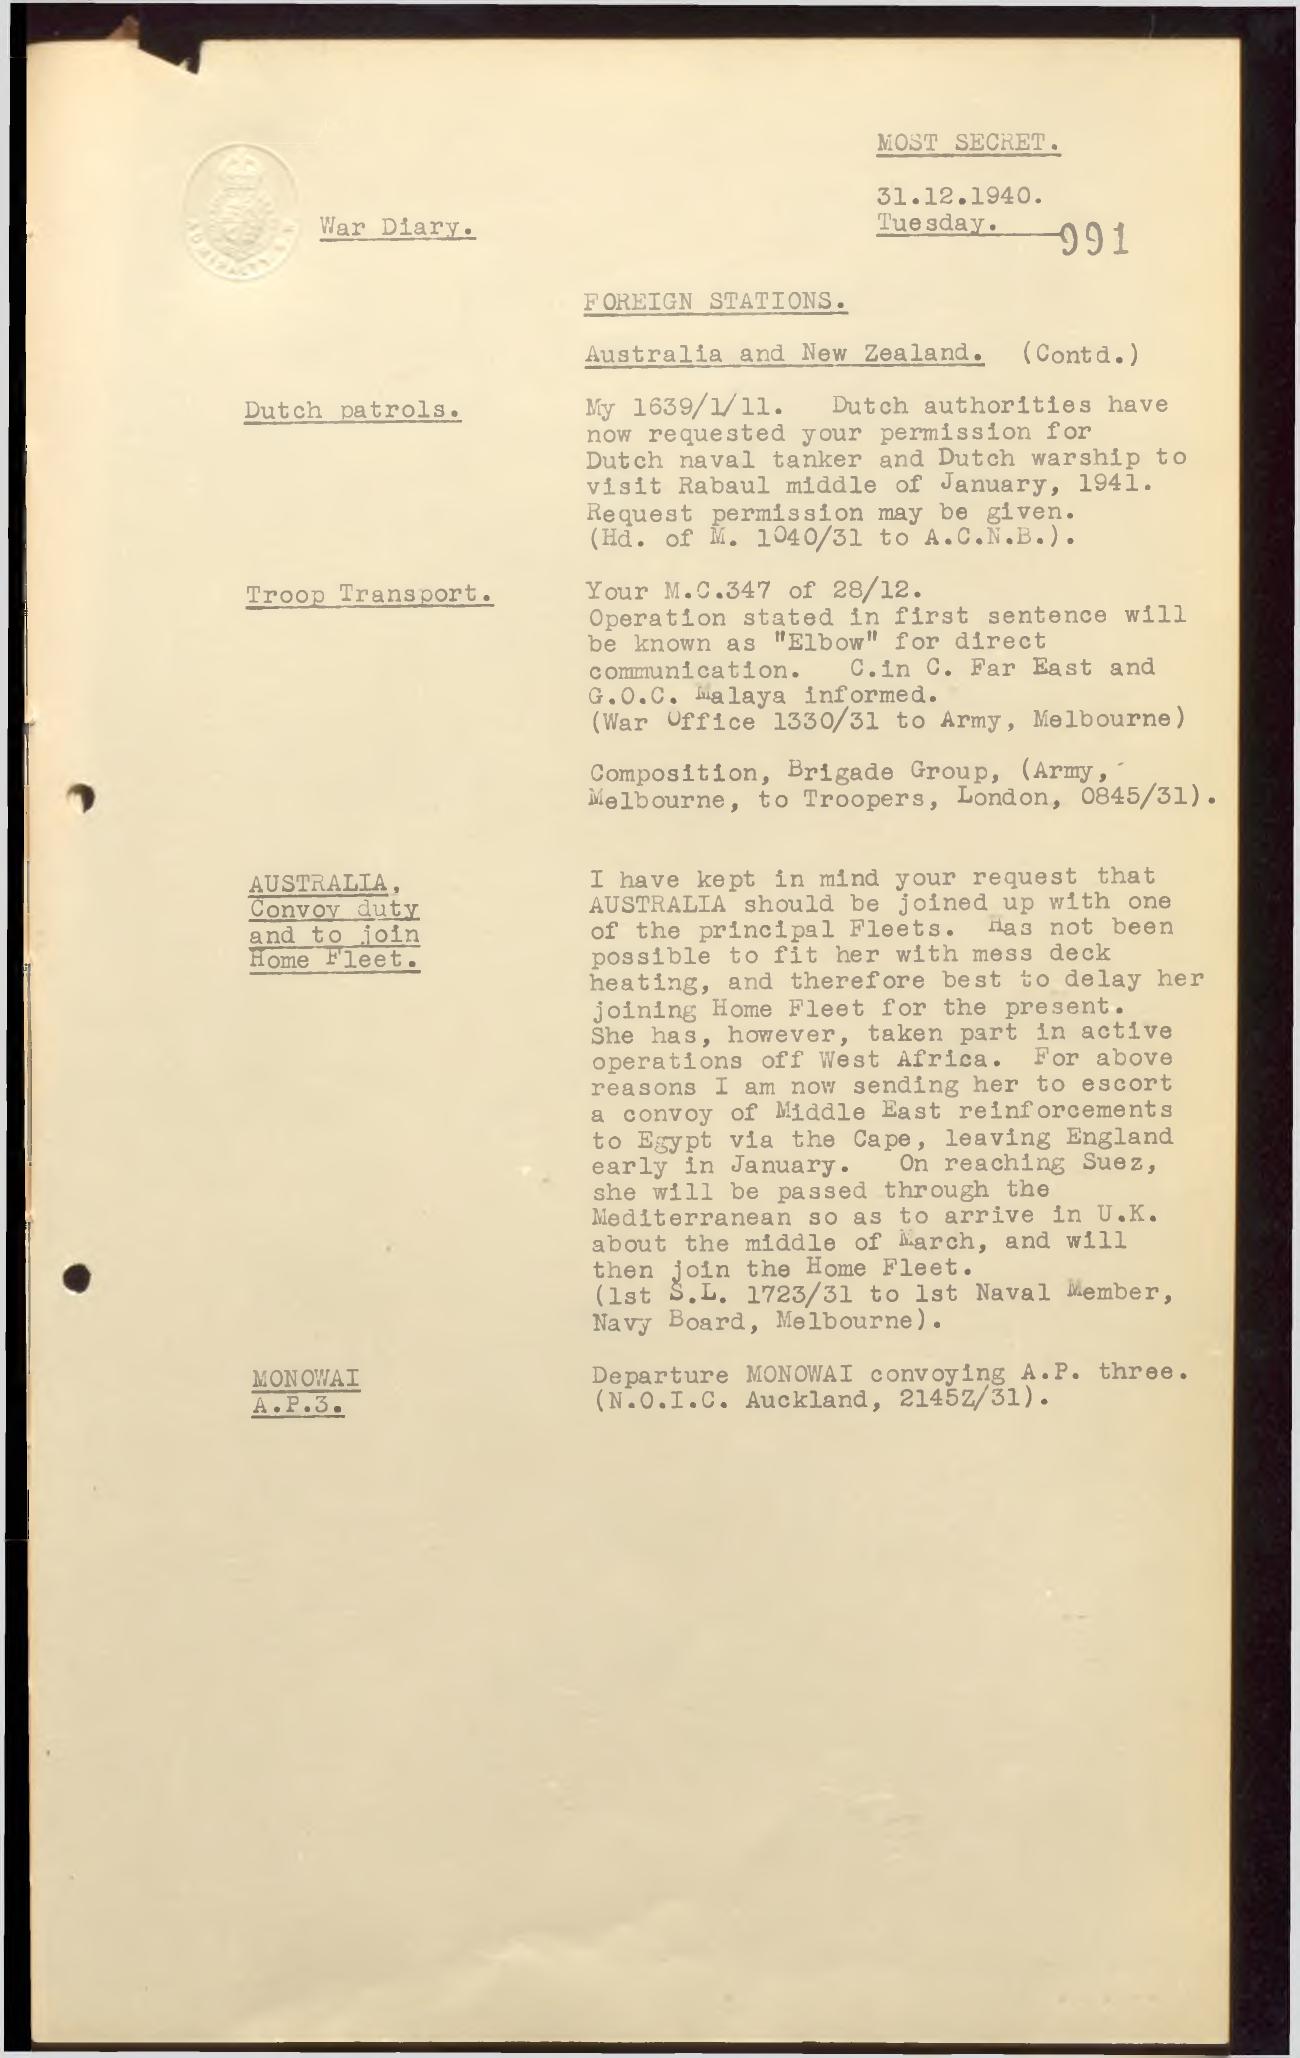 MOST SECRET.
31.12.1940.
Tuesday.
991
War Diary.
FOREIGN STATIONS.
Australia and New Zealand. (Contd.)
Dutch patrols.
My 1639/1/11. Dutch authorities have
now requested your permission for
Dutch naval tanker and Dutch warship to
visit Rabaul middle of January, 1941.
Request permission may be given.
(Hd. of M. 1040/31 to A.C.N.B.).
Troop Transport.
Your M.C.347 of 28/12.
Operation stated in first sentence will
be known as "Elbow" for direct
communication. C.in C. Far East and
G.O.C. Malaya informed.
(War Office 1330/31 to Army, Melbourne)
Composition, Brigade Group, (Army,
Melbourne, to Troopers, London, 0845/31).
AUSTRALIA,
Convoy duty
and to join
Home Fleet.
I have kept in mind your request that
AUSTRALIA should be joined up with one
of the principal Fleets. Has not been
possible to fit her with mess deck
heating, and therefore best to delay her
joining Home Fleet for the present.
She has, however, taken part in active
operations off West Africa. For above
reasons I am now sending her to escort
a convoy of Middle East reinforcements
to Egypt via the Cape, leaving England
early in January. On reaching Suez,
she will be passed through the
Mediterranean so as to arrive in U.K.
about the middle of March, and will
then join the Home Fleet.
(1st S.L. 1723/31 to 1st Naval Member,
Navy Board, Melbourne).
MONOWAI
A.P.3.
Departure MONOWAI convoying A.P. three.
(N.O.I.C. Auckland, 2145Z/31).